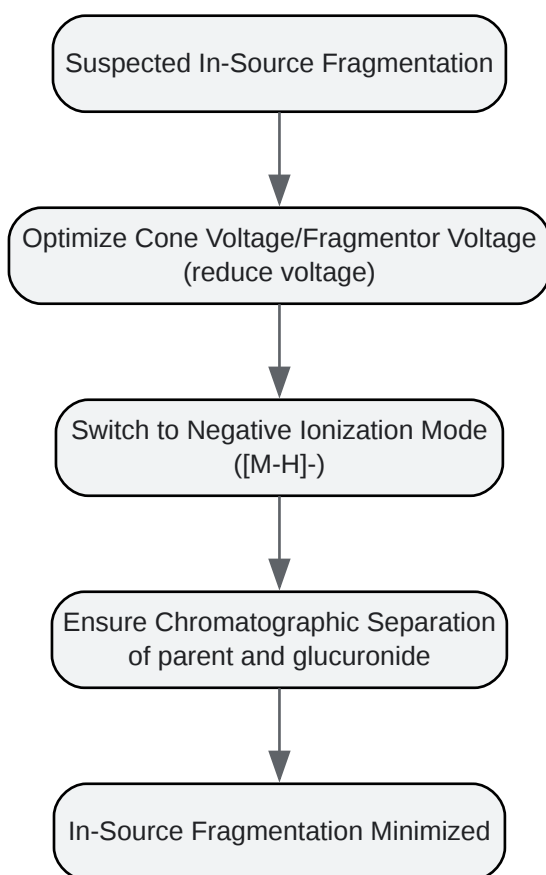 Suspected In-Source Fragmentation
Optimize Cone Voltage/Fragmentor Voltage
(reduce voltage)
Switch to Negative Ionization Mode
([M-H]-)
Ensure Chromatographic Separation
of parent and glucuronide
In-Source Fragmentation Minimized